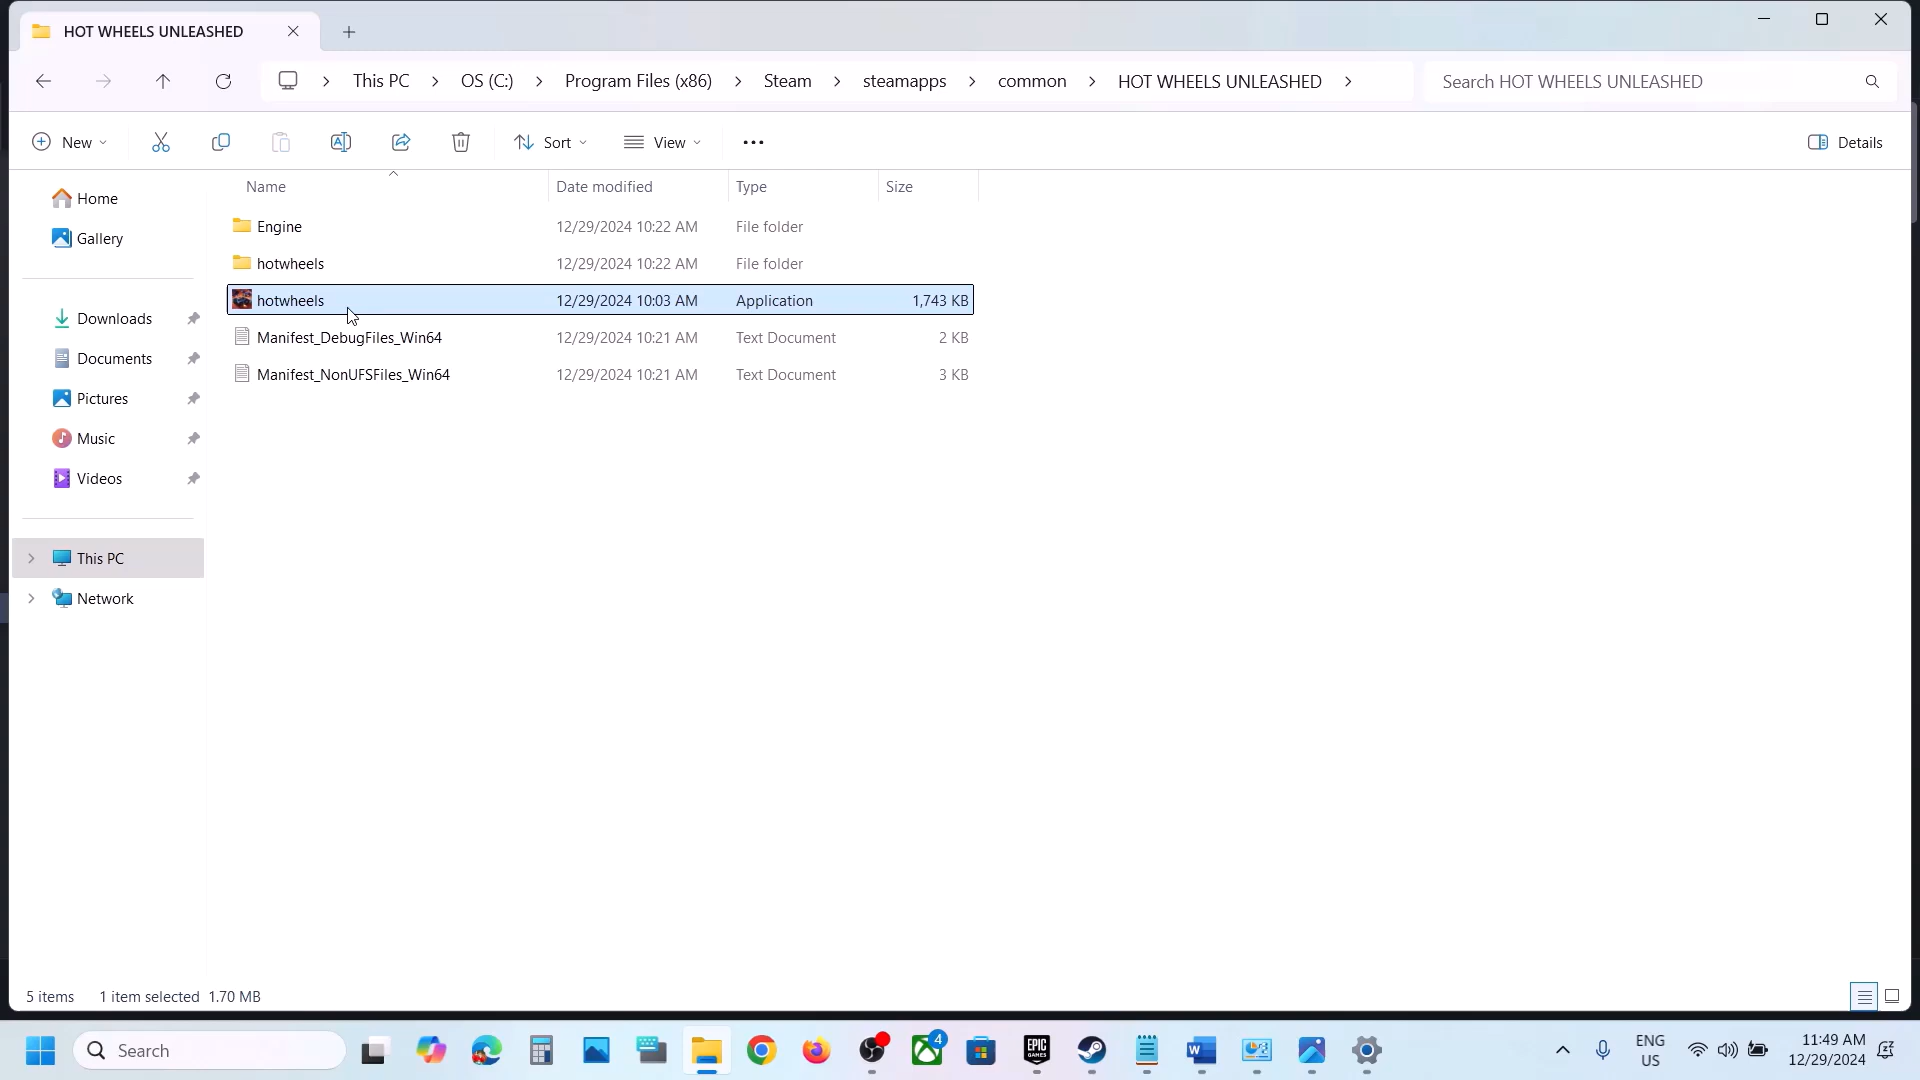 HOT WHEELS UNLEASHED
This PC > OS (C:) > Program Files (x86) > Steam > steamapps > common > HOT WHEELS UNLEASHED >
Search HOT WHEELS UNLEASHED
New
Sort
View
Details
Name Date modified Type Size
Engine 12/29/2024 10:22 AM File folder
hotwheels 12/29/2024 10:22 AM File folder
hotwheels 12/29/2024 10:03 AM Application 1,743 KB
Manifest_DebugFiles_Win64 12/29/2024 10:21 AM Text Document 2 KB
Manifest_NonUFSFiles_Win64 12/29/2024 10:21 AM Text Document 3 KB
Home
Gallery
Downloads
Documents
Pictures
Music
Videos
This PC
Network
5 items 1 item selected 1.70 MB
Search
4
EPIC
GAMES
ENG
US
11:49 AM
12/29/2024